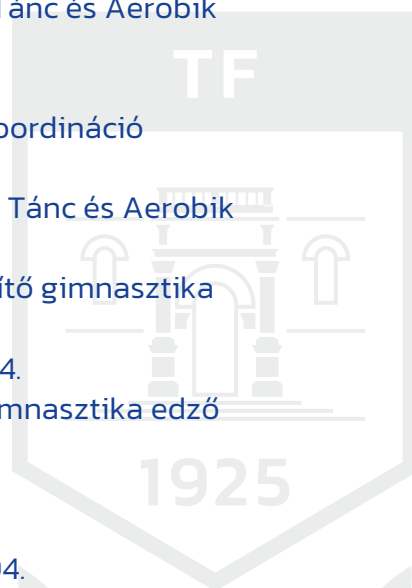 Tánc és Aerobik
TF
oordináció
Tánc és Aerobik
ítő gimnasztika
4.
mnasztika edző
1925
04.